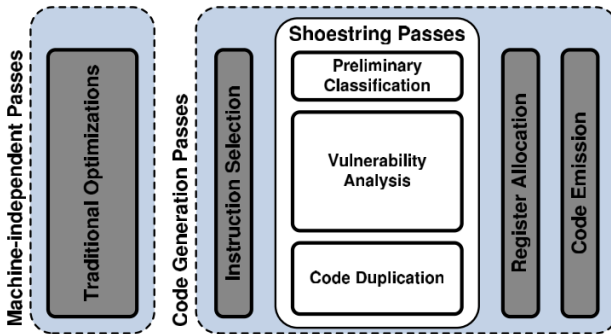 Machine-independent Passes
Traditional Optimizations
Code Generation Passes
Instruction Selection
Shoestring Passes
Preliminary
Classification
Vulnerability
Analysis
Code Duplication
Register Allocation
Code Emission